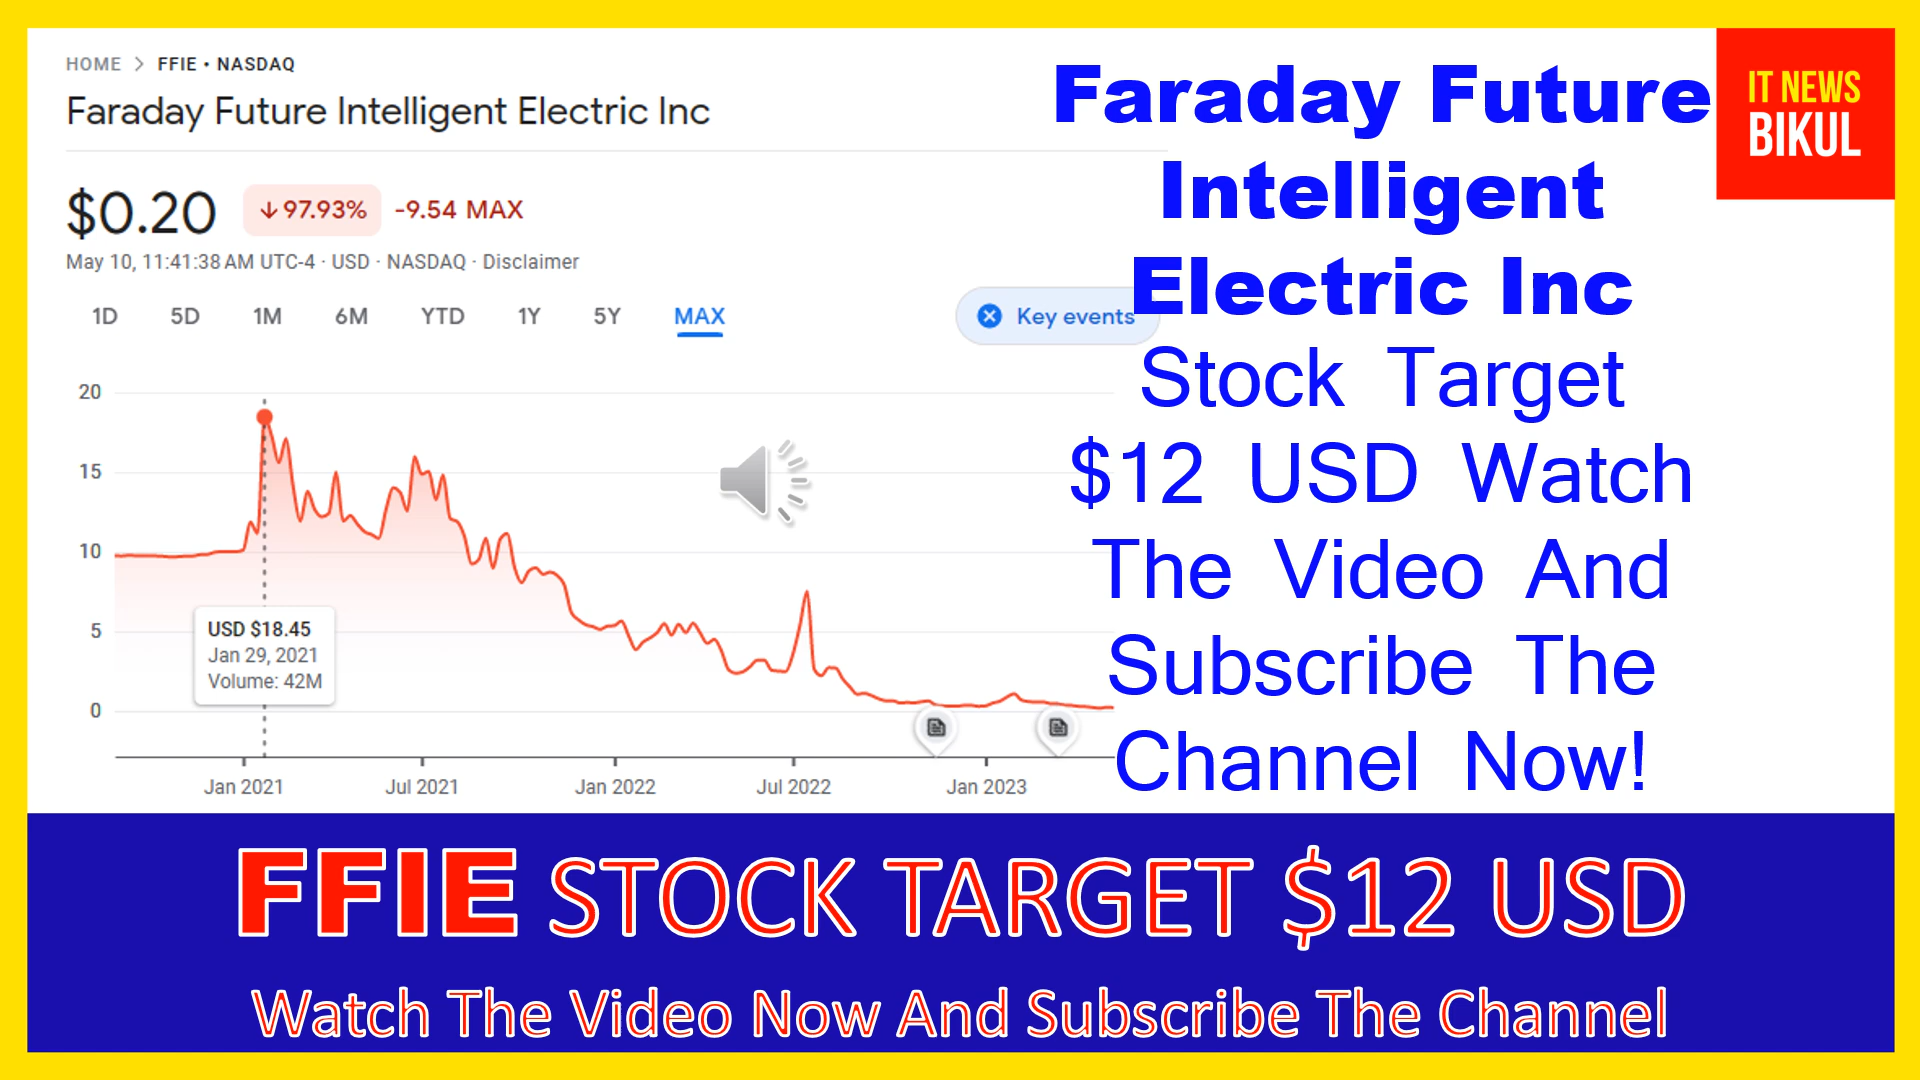 HOME > FFIE • NASDAQ
Faraday Future Intelligent Electric Inc
$0.20 ↓97.93% -9.54 MAX
May 10, 11:41:38 AM UTC-4 · USD · NASDAQ · Disclaimer
1D 5D 1M 6M YTD 1Y 5Y MAX
Key events
20
15
10
5
0
USD $18.45
Jan 29, 2021
Volume: 42M
Jan 2021 Jul 2021 Jan 2022 Jul 2022 Jan 2023
Faraday Future
Intelligent
Electric Inc
Stock Target
$12 USD Watch
The Video And
Subscribe The
Channel Now!
IT NEWS
BIKUL
FFIE STOCK TARGET $12 USD
Watch The Video Now And Subscribe The Channel